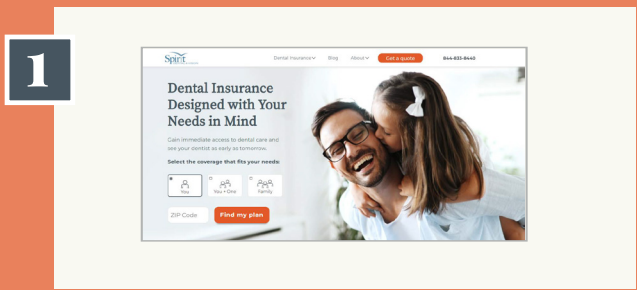 1
Spirit
Dental Insurance Blog About Get a quote 844-833-8440
Dental Insurance
Designed with Your
Needs in Mind
Gain immediate access to dental care and
see your dentist as early as tomorrow.
Select the coverage that fits your needs:
You You + One Family
ZIP Code Find my plan